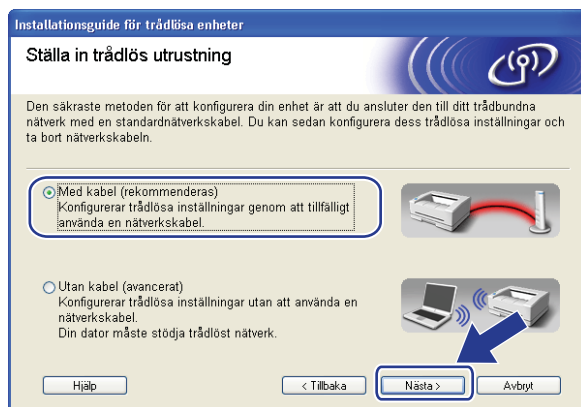 Installationsguide för trådlösa enheter
Ställa in trådlös utrustning
Den säkraste metoden för att konfigurera din enhet är att du ansluter den till ditt trådbundna
nätverk med en standardnätverkskabel. Du kan sedan konfigurera dess trådlösa inställningar och
ta bort nätverkskabeln.
Med kabel (rekommenderas)
Konfigurerar trådlösa inställningar genom att tillfälligt
använda en nätverkskabel.
Utan kabel (avancerat)
Konfigurerar trådlösa inställningar utan att använda en
nätverkskabel.
Din dator måste stödja trådlöst nätverk.
Hjälp
< Tillbaka
Nästa >
Avbryt